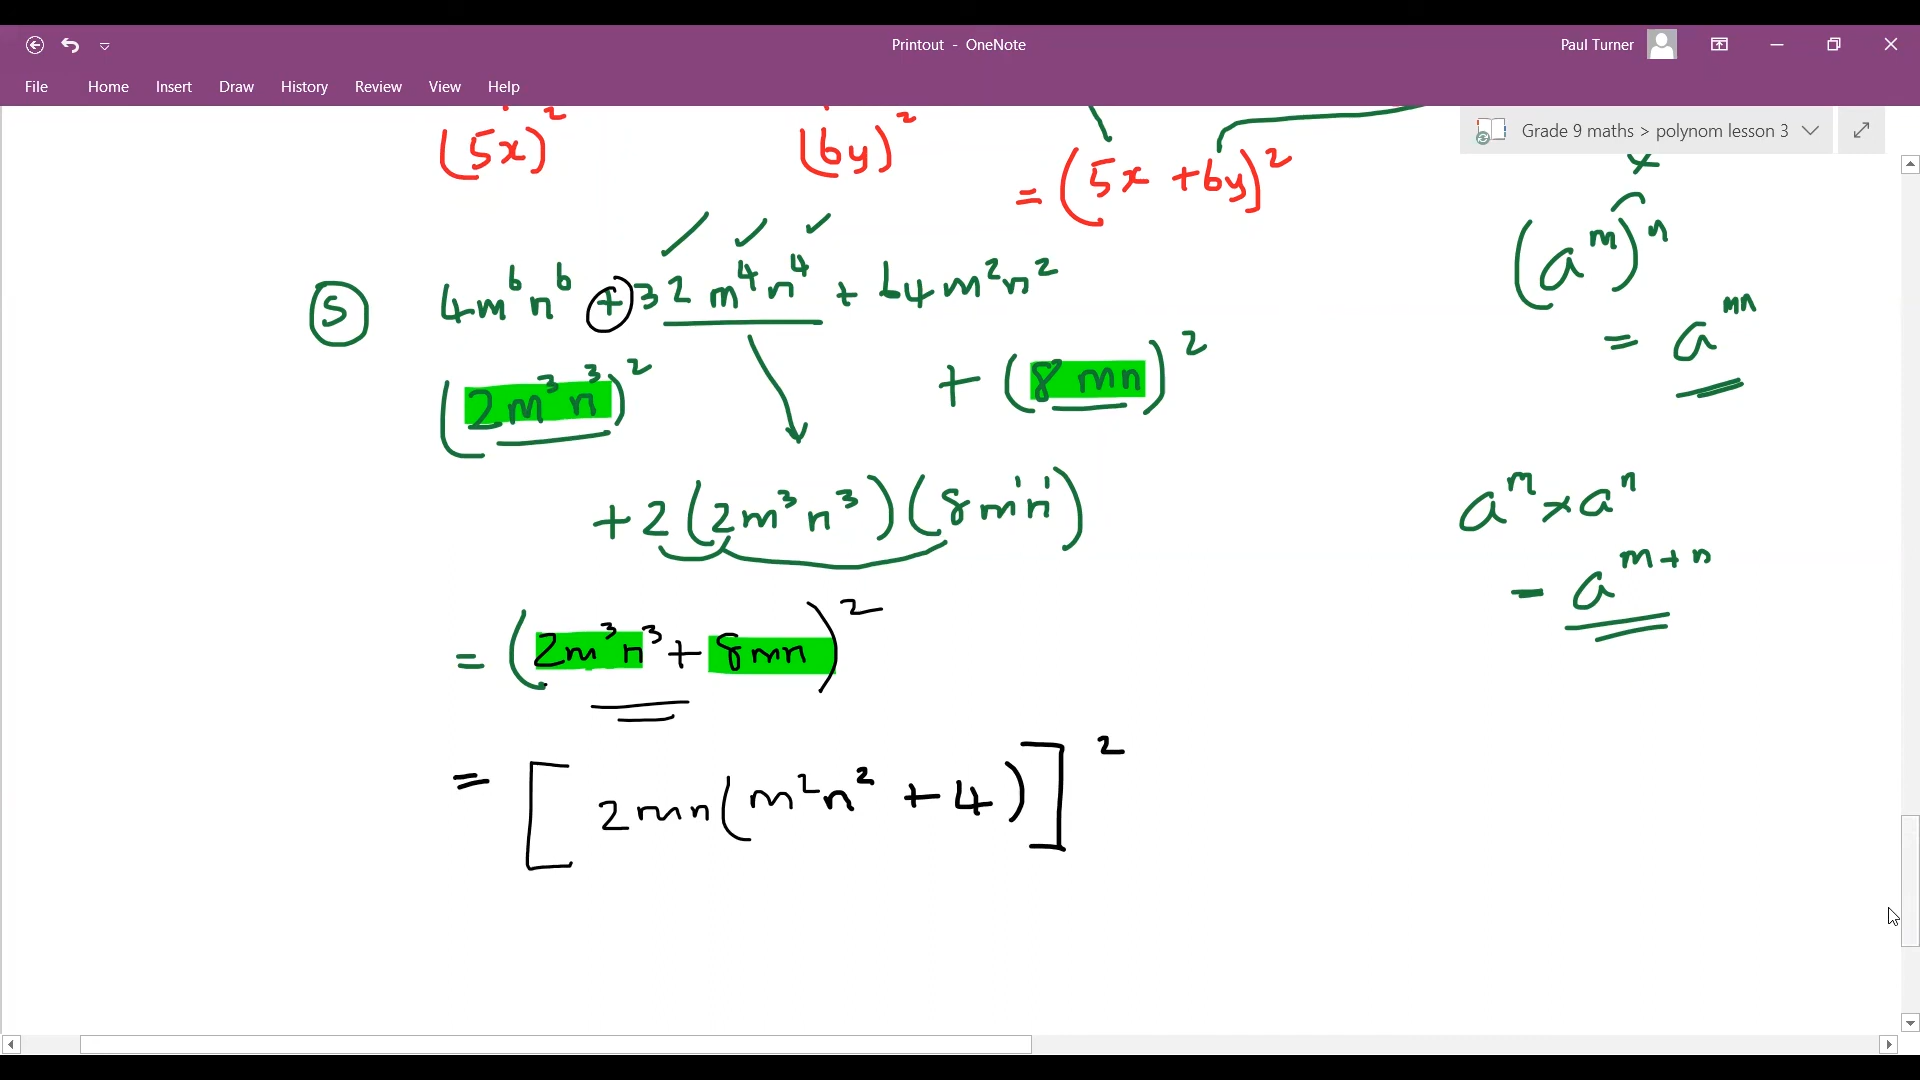 Printout - OneNote
Paul Turner
File Home Insert Draw History Review View Help
Grade 9 maths > polynom lesson 3
(5x)²
(6y)²
= (5x + 6y)²
(aᵐ)ⁿ
= aᵐⁿ
⑤ 4m⁶n⁶ + 32m⁴n⁴ + 64m²n²
(2m³n³)² + (8mn)²
+2(2m³n³)(8m¹n¹)
aᵐ × aⁿ
= aᵐ⁺ⁿ
= (2m³n³ + 8mn)²
= [2mn(m²n² + 4)]²